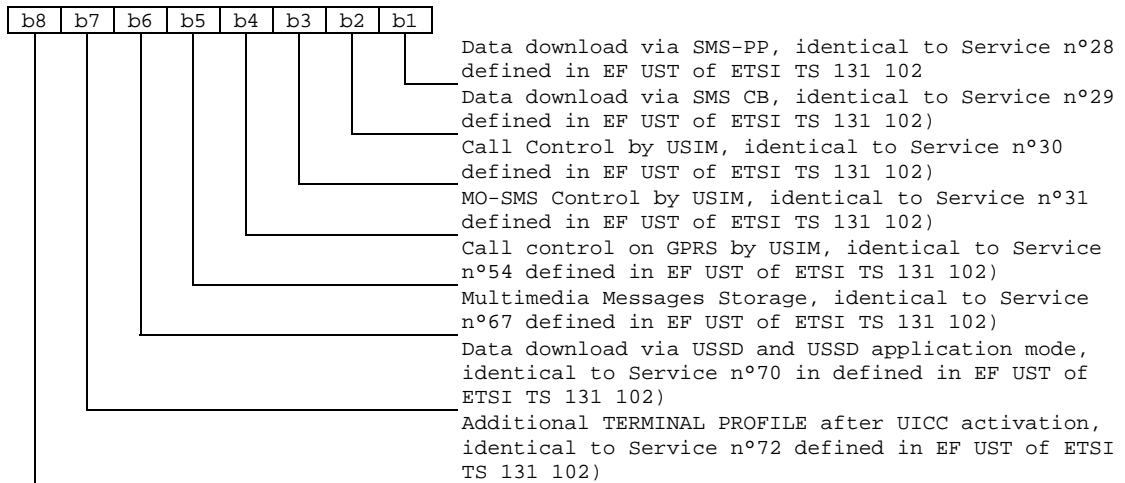 b8 b7 b6 b5 b4 b3 b2 b1
Data download via SMS-PP, identical to Service n°28
defined in EF UST of ETSI TS 131 102
Data download via SMS CB, identical to Service n°29
defined in EF UST of ETSI TS 131 102)
Call Control by USIM, identical to Service n°30
defined in EF UST of ETSI TS 131 102)
MO-SMS Control by USIM, identical to Service n°31
defined in EF UST of ETSI TS 131 102)
Call control on GPRS by USIM, identical to Service
n°54 defined in EF UST of ETSI TS 131 102)
Multimedia Messages Storage, identical to Service
n°67 defined in EF UST of ETSI TS 131 102)
Data download via USSD and USSD application mode,
identical to Service n°70 in defined in EF UST of
ETSI TS 131 102)
Additional TERMINAL PROFILE after UICC activation,
identical to Service n°72 defined in EF UST of ETSI
TS 131 102)